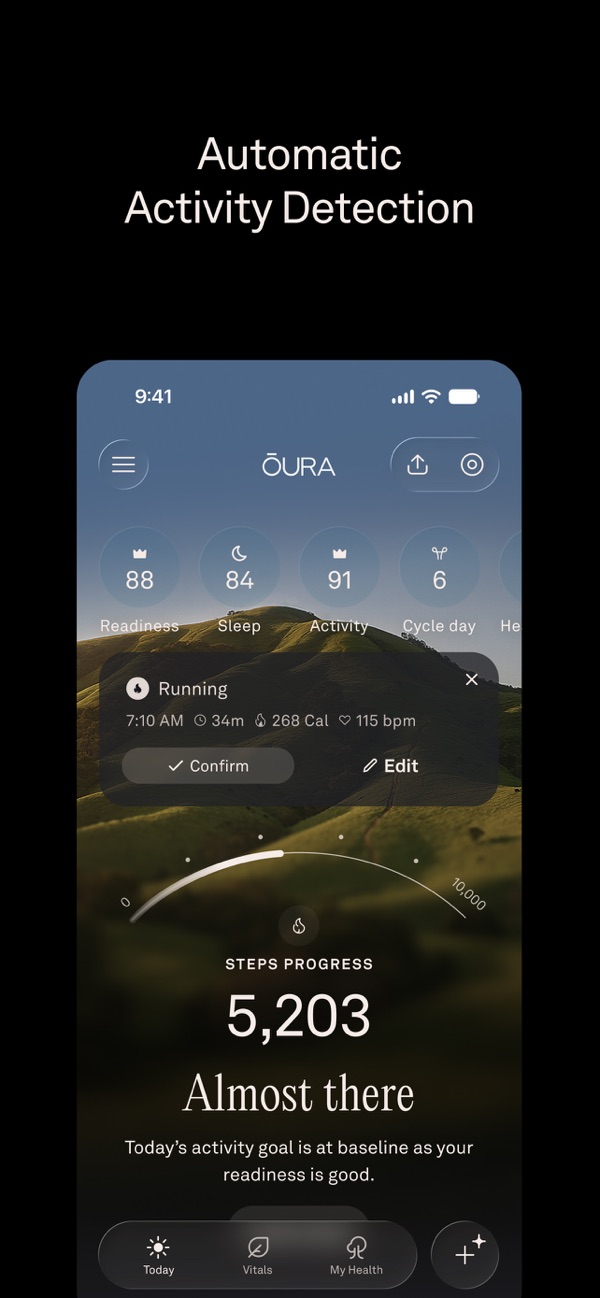 Automatic
Activity Detection
9:41
ŌURA
88 84 91 6
Readiness Sleep Activity Cycle day He
Running
7:10 AM 34m 268 Cal 115 bpm
Confirm Edit
0 10,000
STEPS PROGRESS
5,203
Almost there
Today’s activity goal is at baseline as your
readiness is good.
Today Vitals My Health